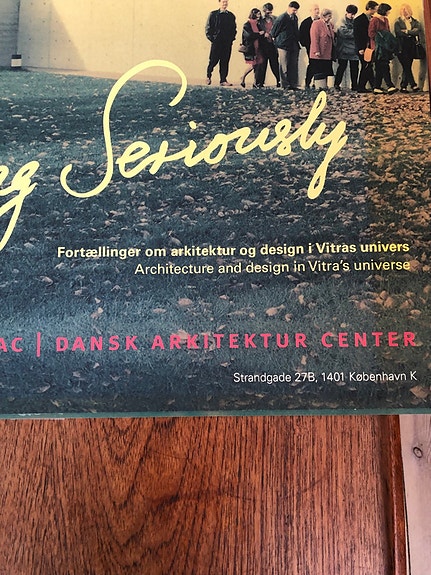 ng Seriously
Fortællinger om arkitektur og design i Vitras univers
Architecture and design in Vitra's universe
AC | DANSK ARKITEKTUR CENTER
Strandgade 27B, 1401 København K